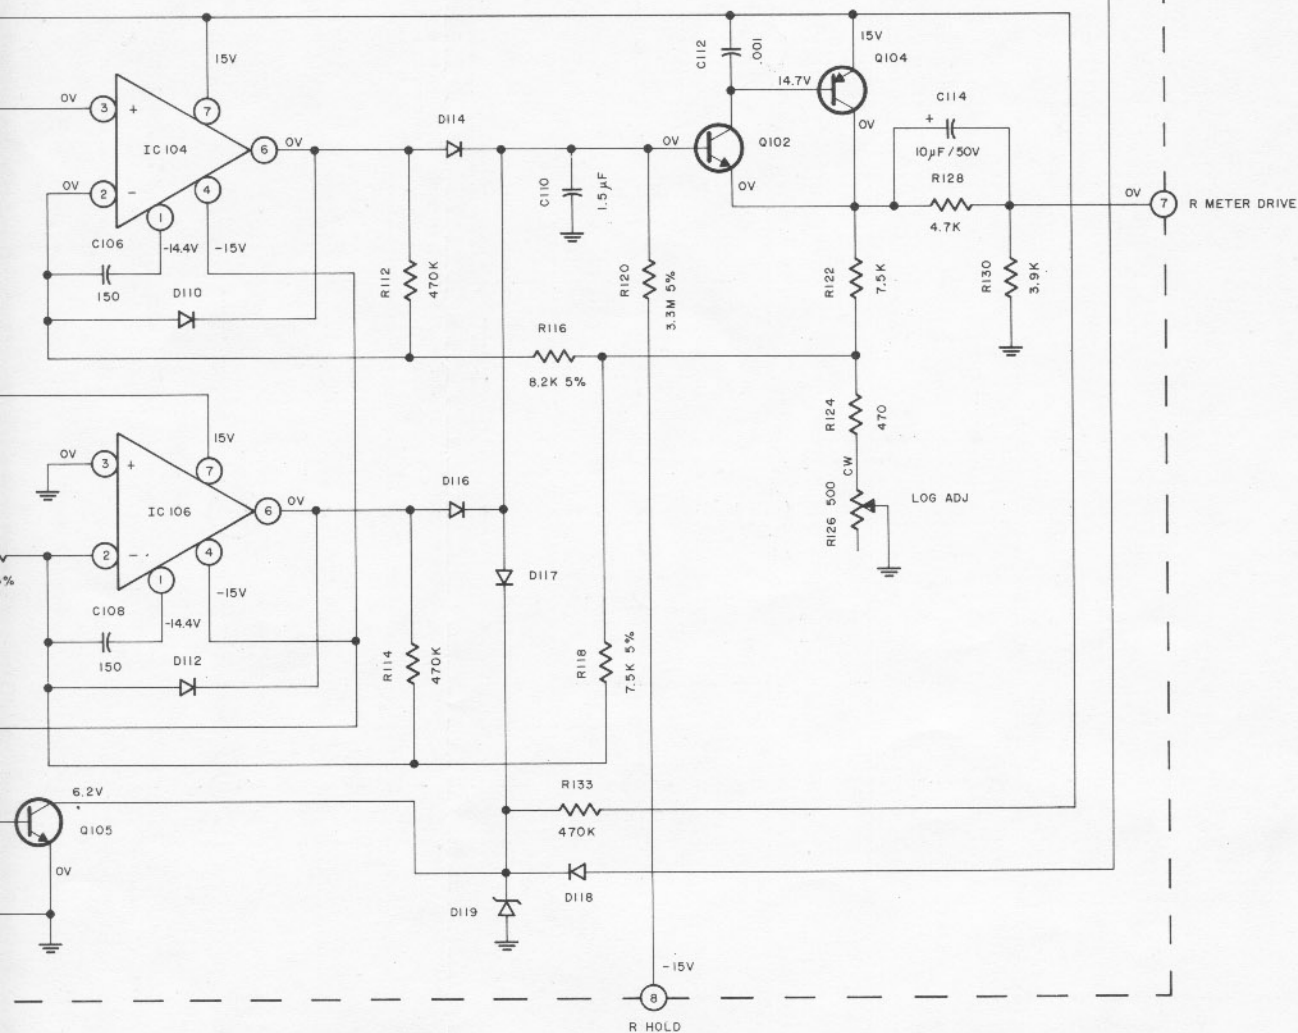 15V
0V
3
+
7
IC104
6
0V
0V
2
-
4
1
C106
-14.4V
-15V
150
D110
D114
R112
470K
C110
1.5µF
0V
C112
.001
14.7V
15V
Q104
0V
Q102
0V
C114
+
10µF/50V
R128
4.7K
0V
7
R METER DRIVE
R120
3.3M 5%
R122
7.5K
R130
3.9K
R116
8.2K 5%
R124
470
CW
R126 500
LOG ADJ
15V
0V
3
+
7
IC106
6
0V
2
-
4
1
%
C108
-14.4V
-15V
150
D112
D116
D117
R114
470K
R118
7.5K 5%
6.2V
Q105
0V
R133
470K
D118
D119
-15V
8
R HOLD